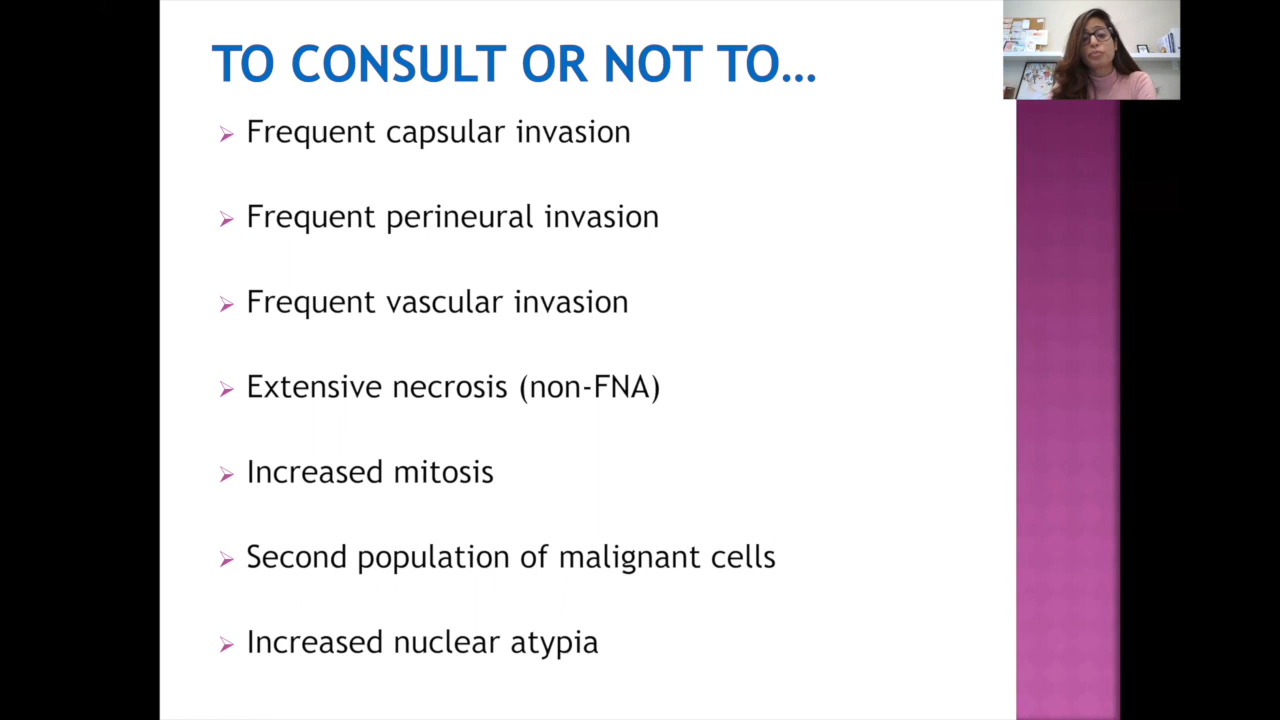 TO CONSULT OR NOT TO…
Frequent capsular invasion
Frequent perineural invasion
Frequent vascular invasion
Extensive necrosis (non-FNA)
Increased mitosis
Second population of malignant cells
Increased nuclear atypia